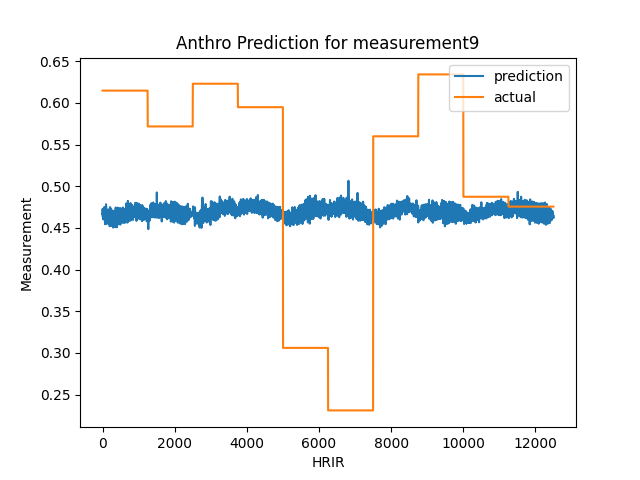 Anthro Prediction for measurement9
prediction
actual
Measurement
0.65
0.60
0.55
0.50
0.45
0.40
0.35
0.30
0.25
0 2000 4000 6000 8000 10000 12000
HRIR